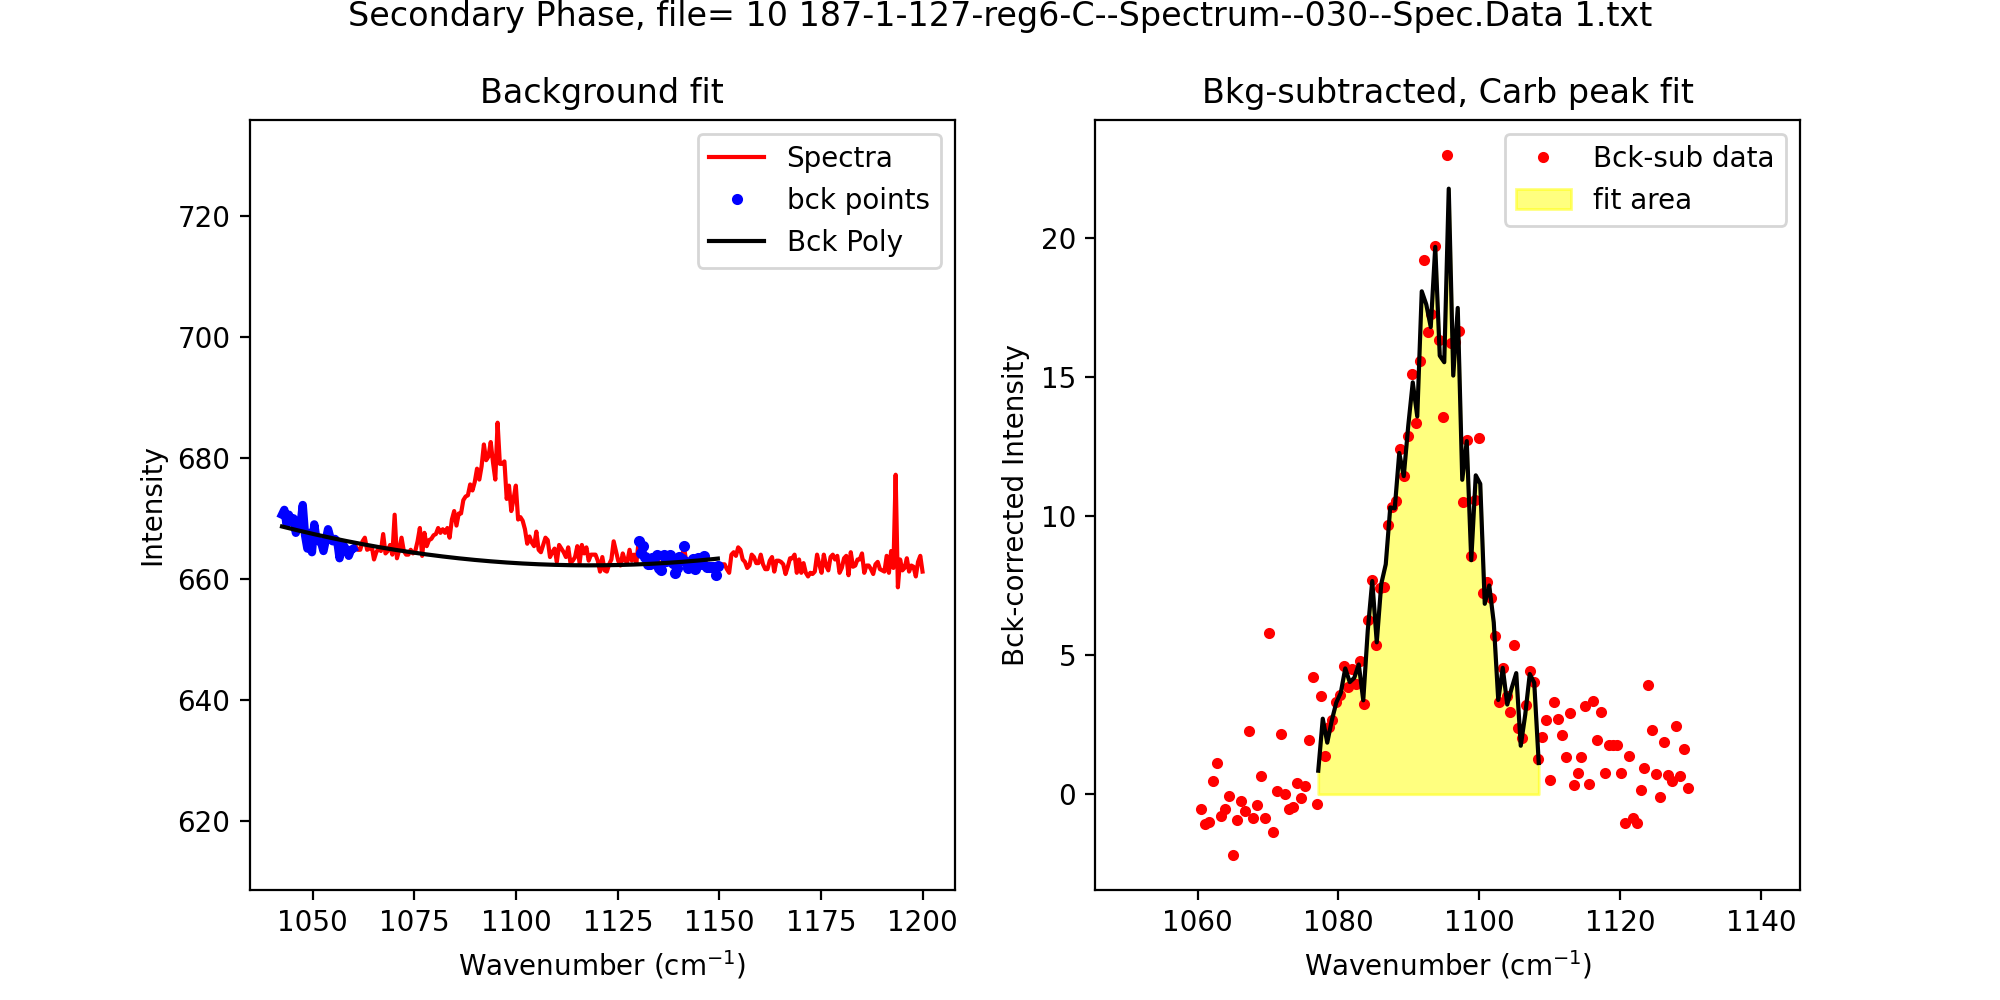 Secondary Phase, file= 10 187-1-127-reg6-C--Spectrum--030--Spec.Data 1.txt
Background fit
Intensity
720
700
680
660
640
620
Spectra
bck points
Bck Poly
1050 1075 1100 1125 1150 1175 1200
Wavenumber (cm⁻¹)
Bkg-subtracted, Carb peak fit
Bck-corrected Intensity
20
15
10
5
0
Bck-sub data
fit area
1060 1080 1100 1120 1140
Wavenumber (cm⁻¹)